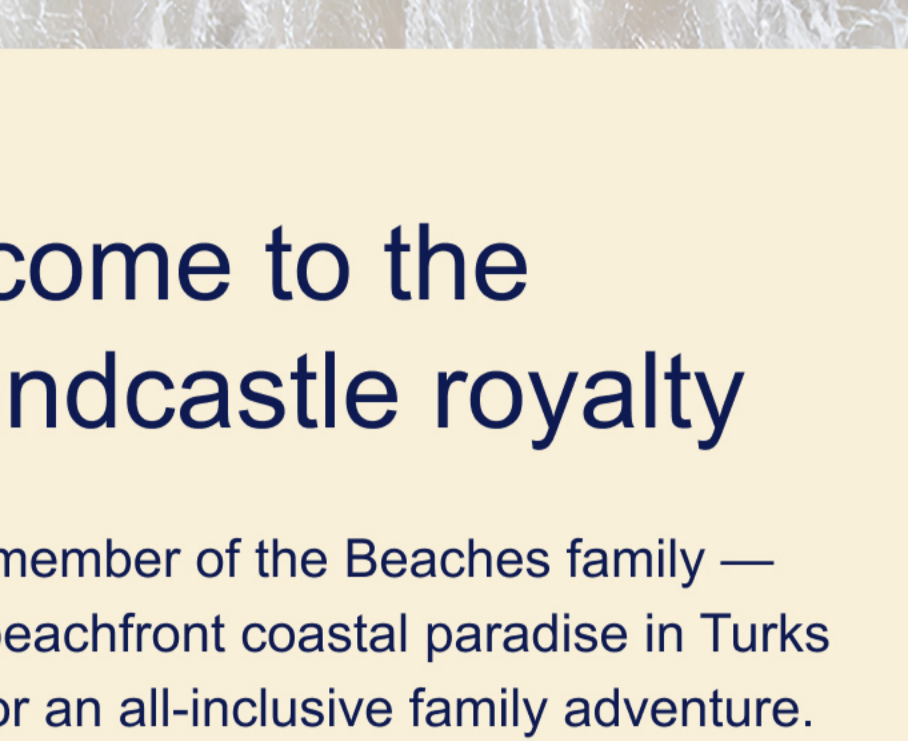 come to the
ndcastle royalty
member of the Beaches family —
beachfront coastal paradise in Turks
or an all-inclusive family adventure.